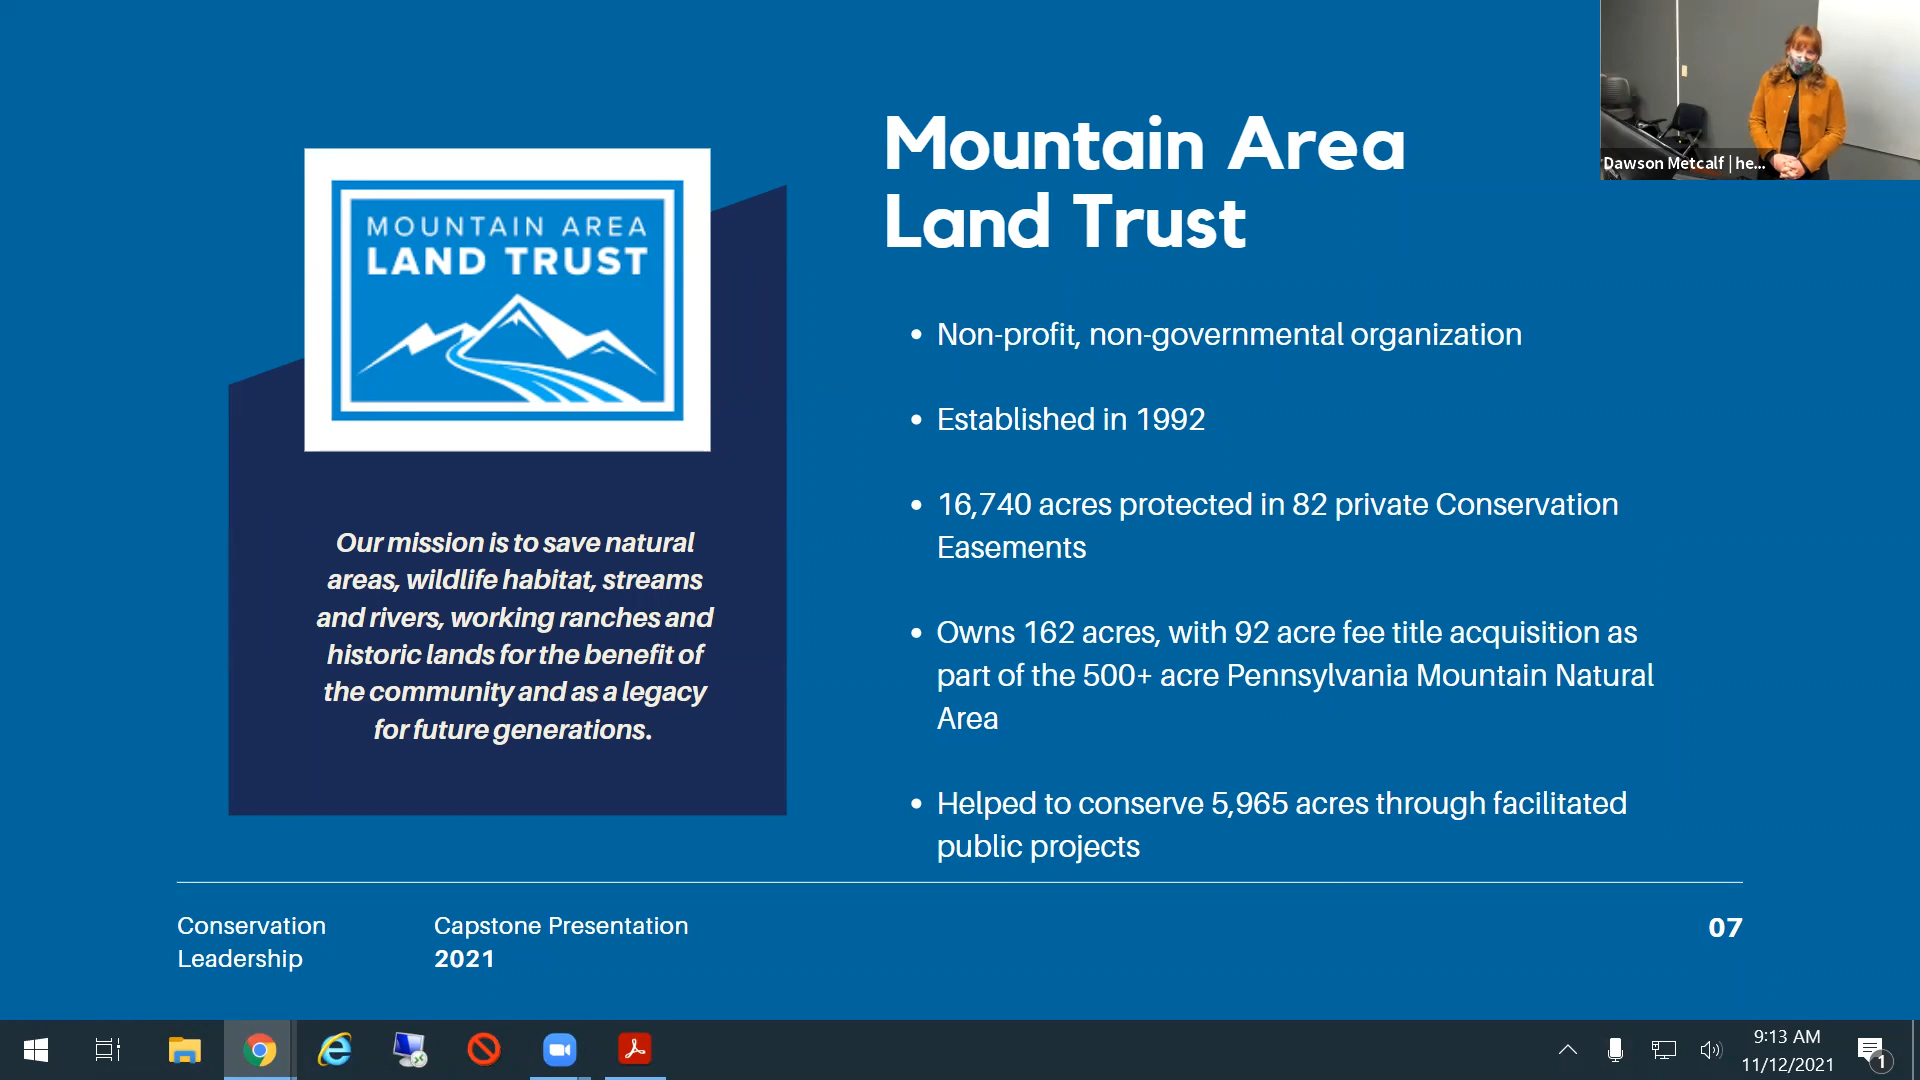 Dawson Metcalf | he...
Mountain Area
Land Trust
MOUNTAIN AREA
LAND TRUST
Our mission is to save natural
areas, wildlife habitat, streams
and rivers, working ranches and
historic lands for the benefit of
the community and as a legacy
for future generations.
• Non-profit, non-governmental organization
• Established in 1992
• 16,740 acres protected in 82 private Conservation
Easements
• Owns 162 acres, with 92 acre fee title acquisition as
part of the 500+ acre Pennsylvania Mountain Natural
Area
• Helped to conserve 5,965 acres through facilitated
public projects
Conservation
Leadership
Capstone Presentation
2021
07
9:13 AM
11/12/2021
1